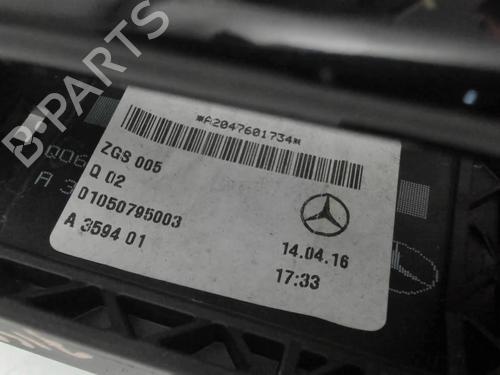 B-PARTS
*A2047601734*
ZGS 005
Q 02
01050795003
A 3594 01
14.04.16
17:33